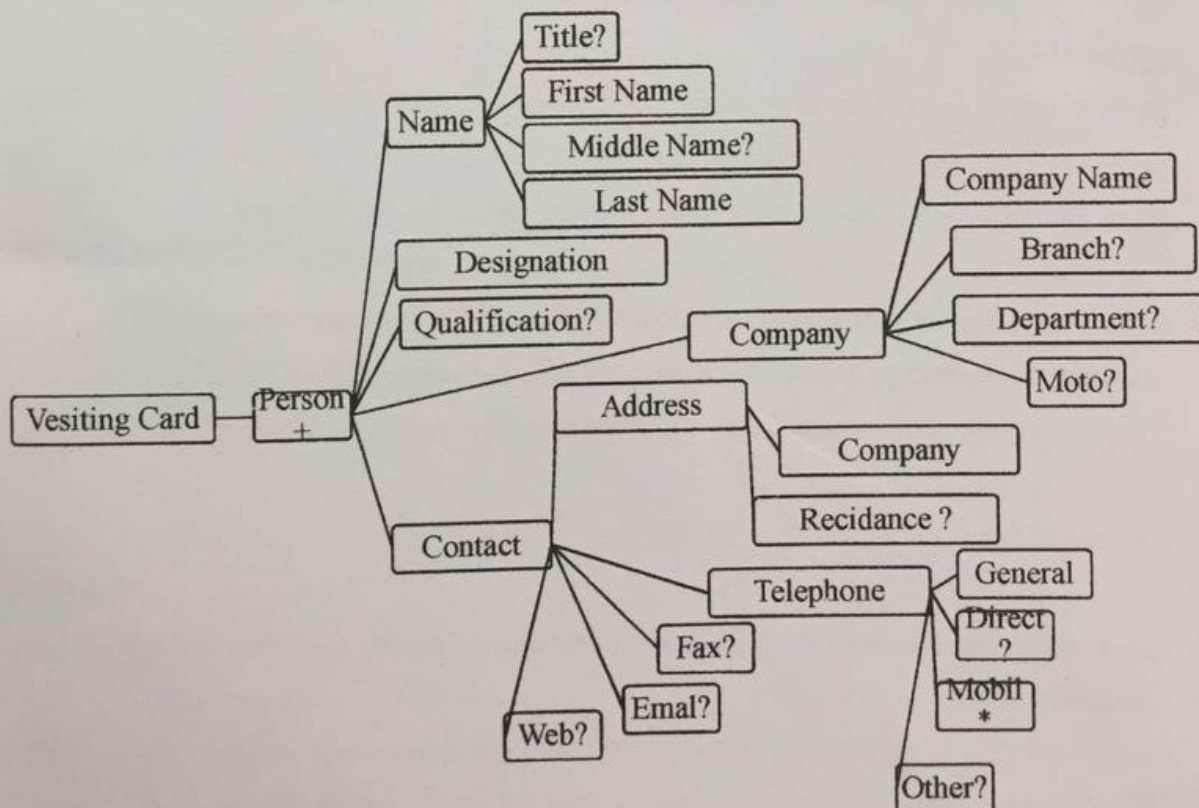 Title?
First Name
Name
Middle Name?
Last Name
Company Name
Designation
Branch?
Qualification?
Company
Department?
Moto?
Vesiting Card
Person
+
Address
Company
Recidance ?
Contact
Telephone
General
Direct
?
Fax?
Mobil
*
Emal?
Web?
Other?